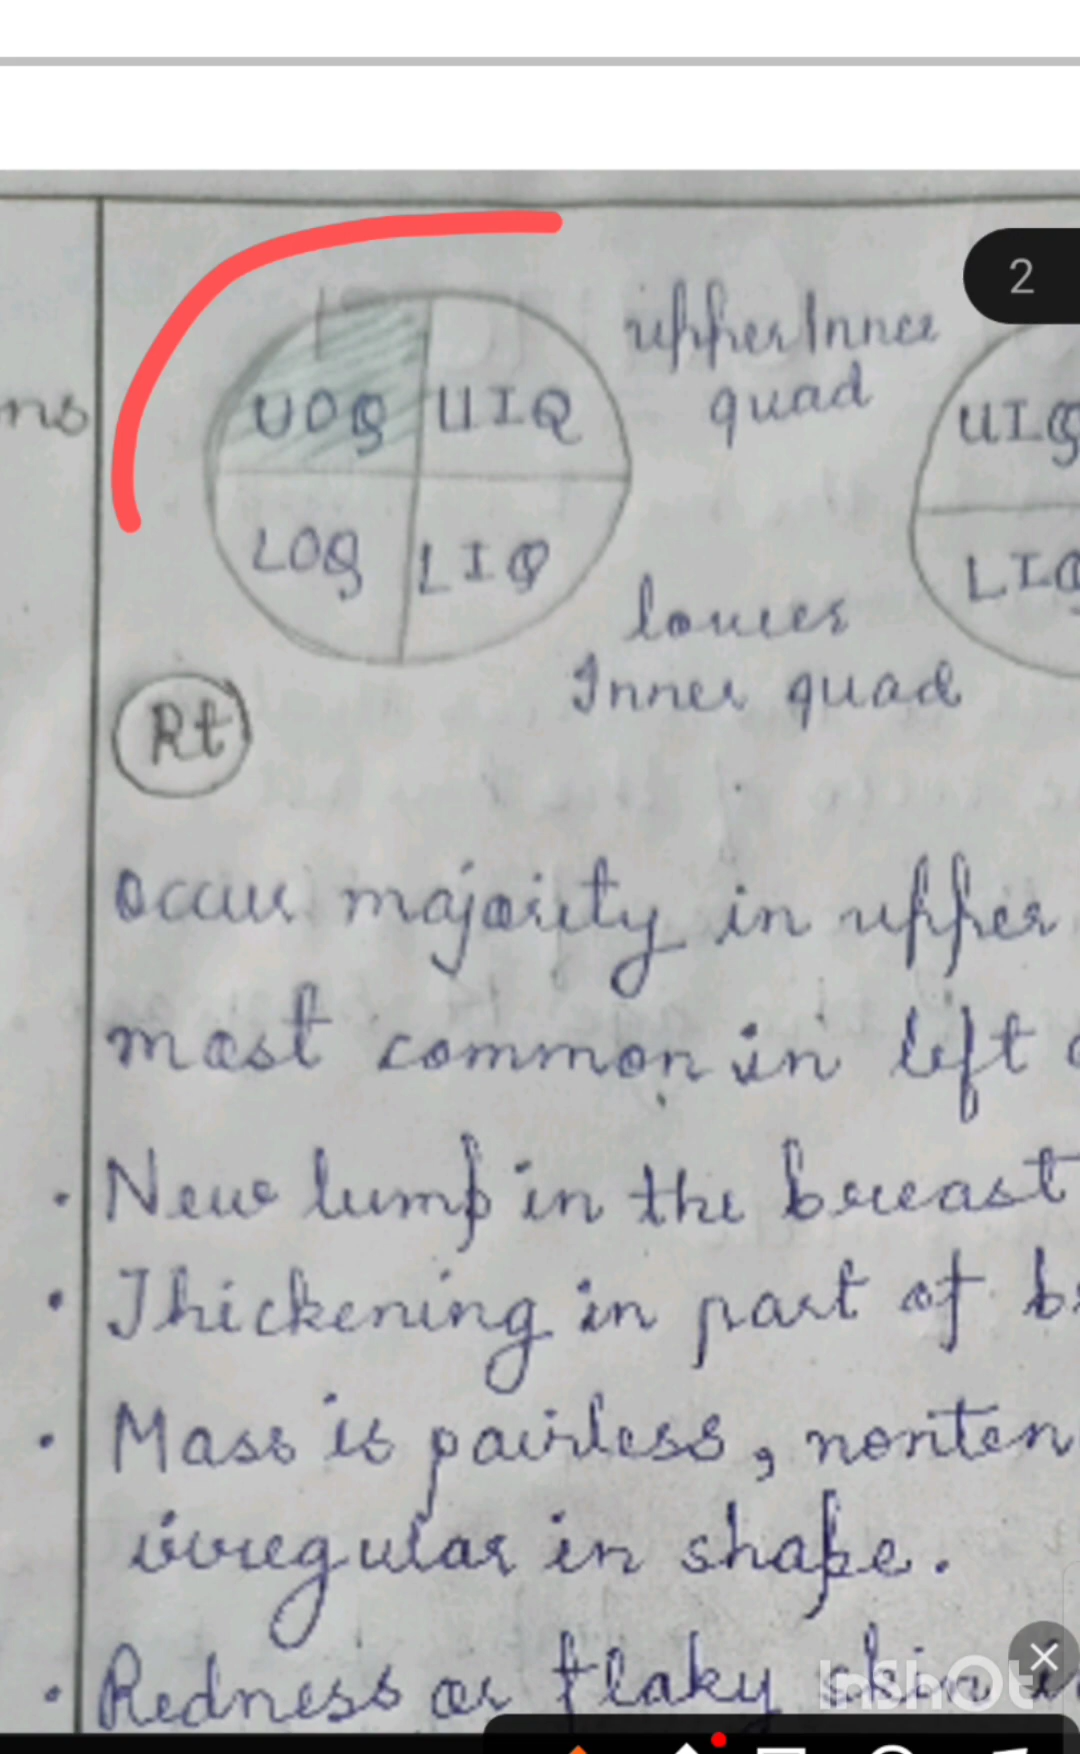 2
ns
UOQ UIQ
upper Inner
quad
UIQ
LOQ LIQ
LIQ
lower
Inner quad
Rt
occur majority in upper
most common in left
• New lump in the breast
• Thickening in part of b
• Mass is painless, nonten
irregular in shape.
• Redness or flaky skin
InShOt